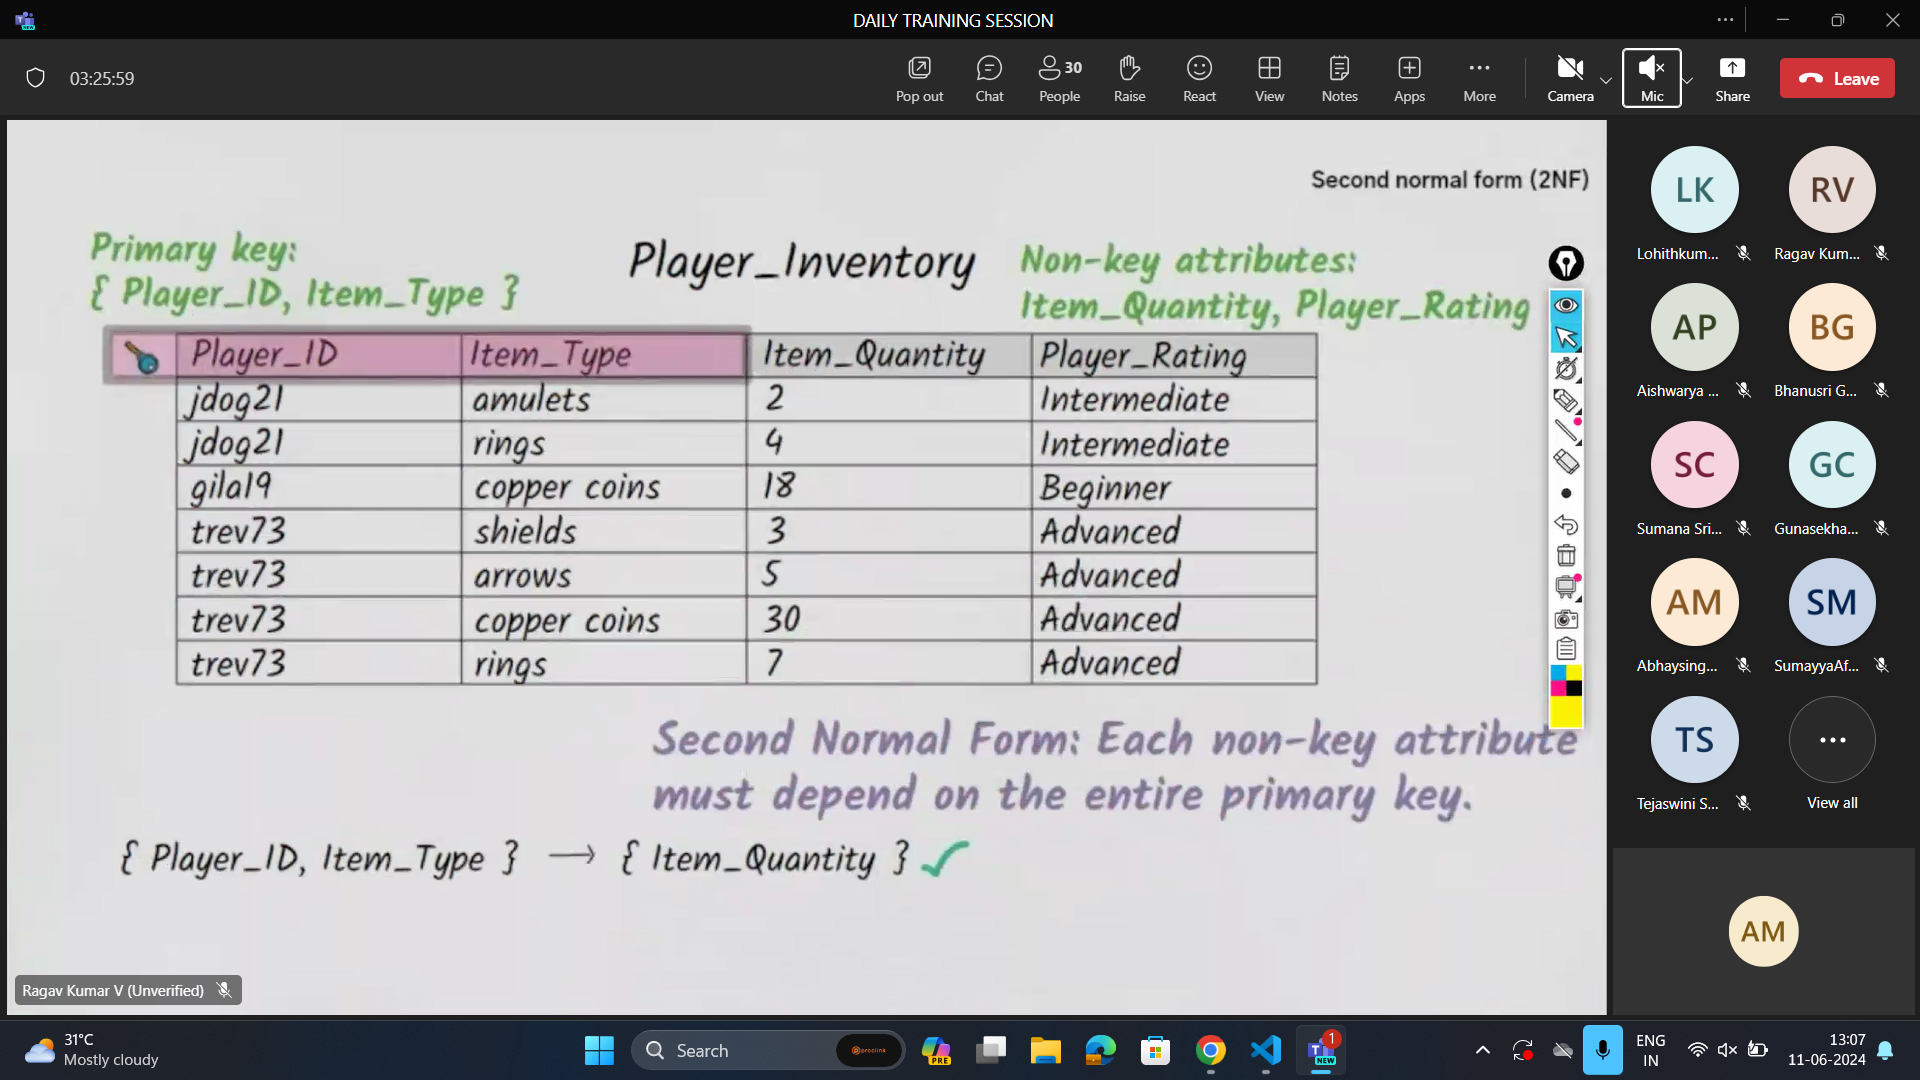 DAILY TRAINING SESSION
03:25:59
Pop out
Chat
People
30
Raise
React
View
Notes
Apps
More
Camera
Mic
Share
Leave
Second normal form (2NF)
Primary key:
{ Player_ID, Item_Type }
Player_Inventory
Non-key attributes:
Item_Quantity, Player_Rating
Player_ID Item_Type Item_Quantity Player_Rating
jdog21 amulets 2 Intermediate
jdog21 rings 4 Intermediate
gila19 copper coins 18 Beginner
trev73 shields 3 Advanced
trev73 arrows 5 Advanced
trev73 copper coins 30 Advanced
trev73 rings 7 Advanced
Second Normal Form: Each non-key attribute
must depend on the entire primary key.
{ Player_ID, Item_Type } → { Item_Quantity } ✓
Ragav Kumar V (Unverified)
LK
Lohithkum...
RV
Ragav Kum...
AP
Aishwarya ...
BG
Bhanusri G...
SC
Sumana Sri...
GC
Gunasekha...
AM
Abhaysing...
SM
SumayyaAf...
TS
Tejaswini S...
...
View all
AM
31°C
Mostly cloudy
Search
proclink
PRE
1
NEW
ENG
IN
13:07
11-06-2024